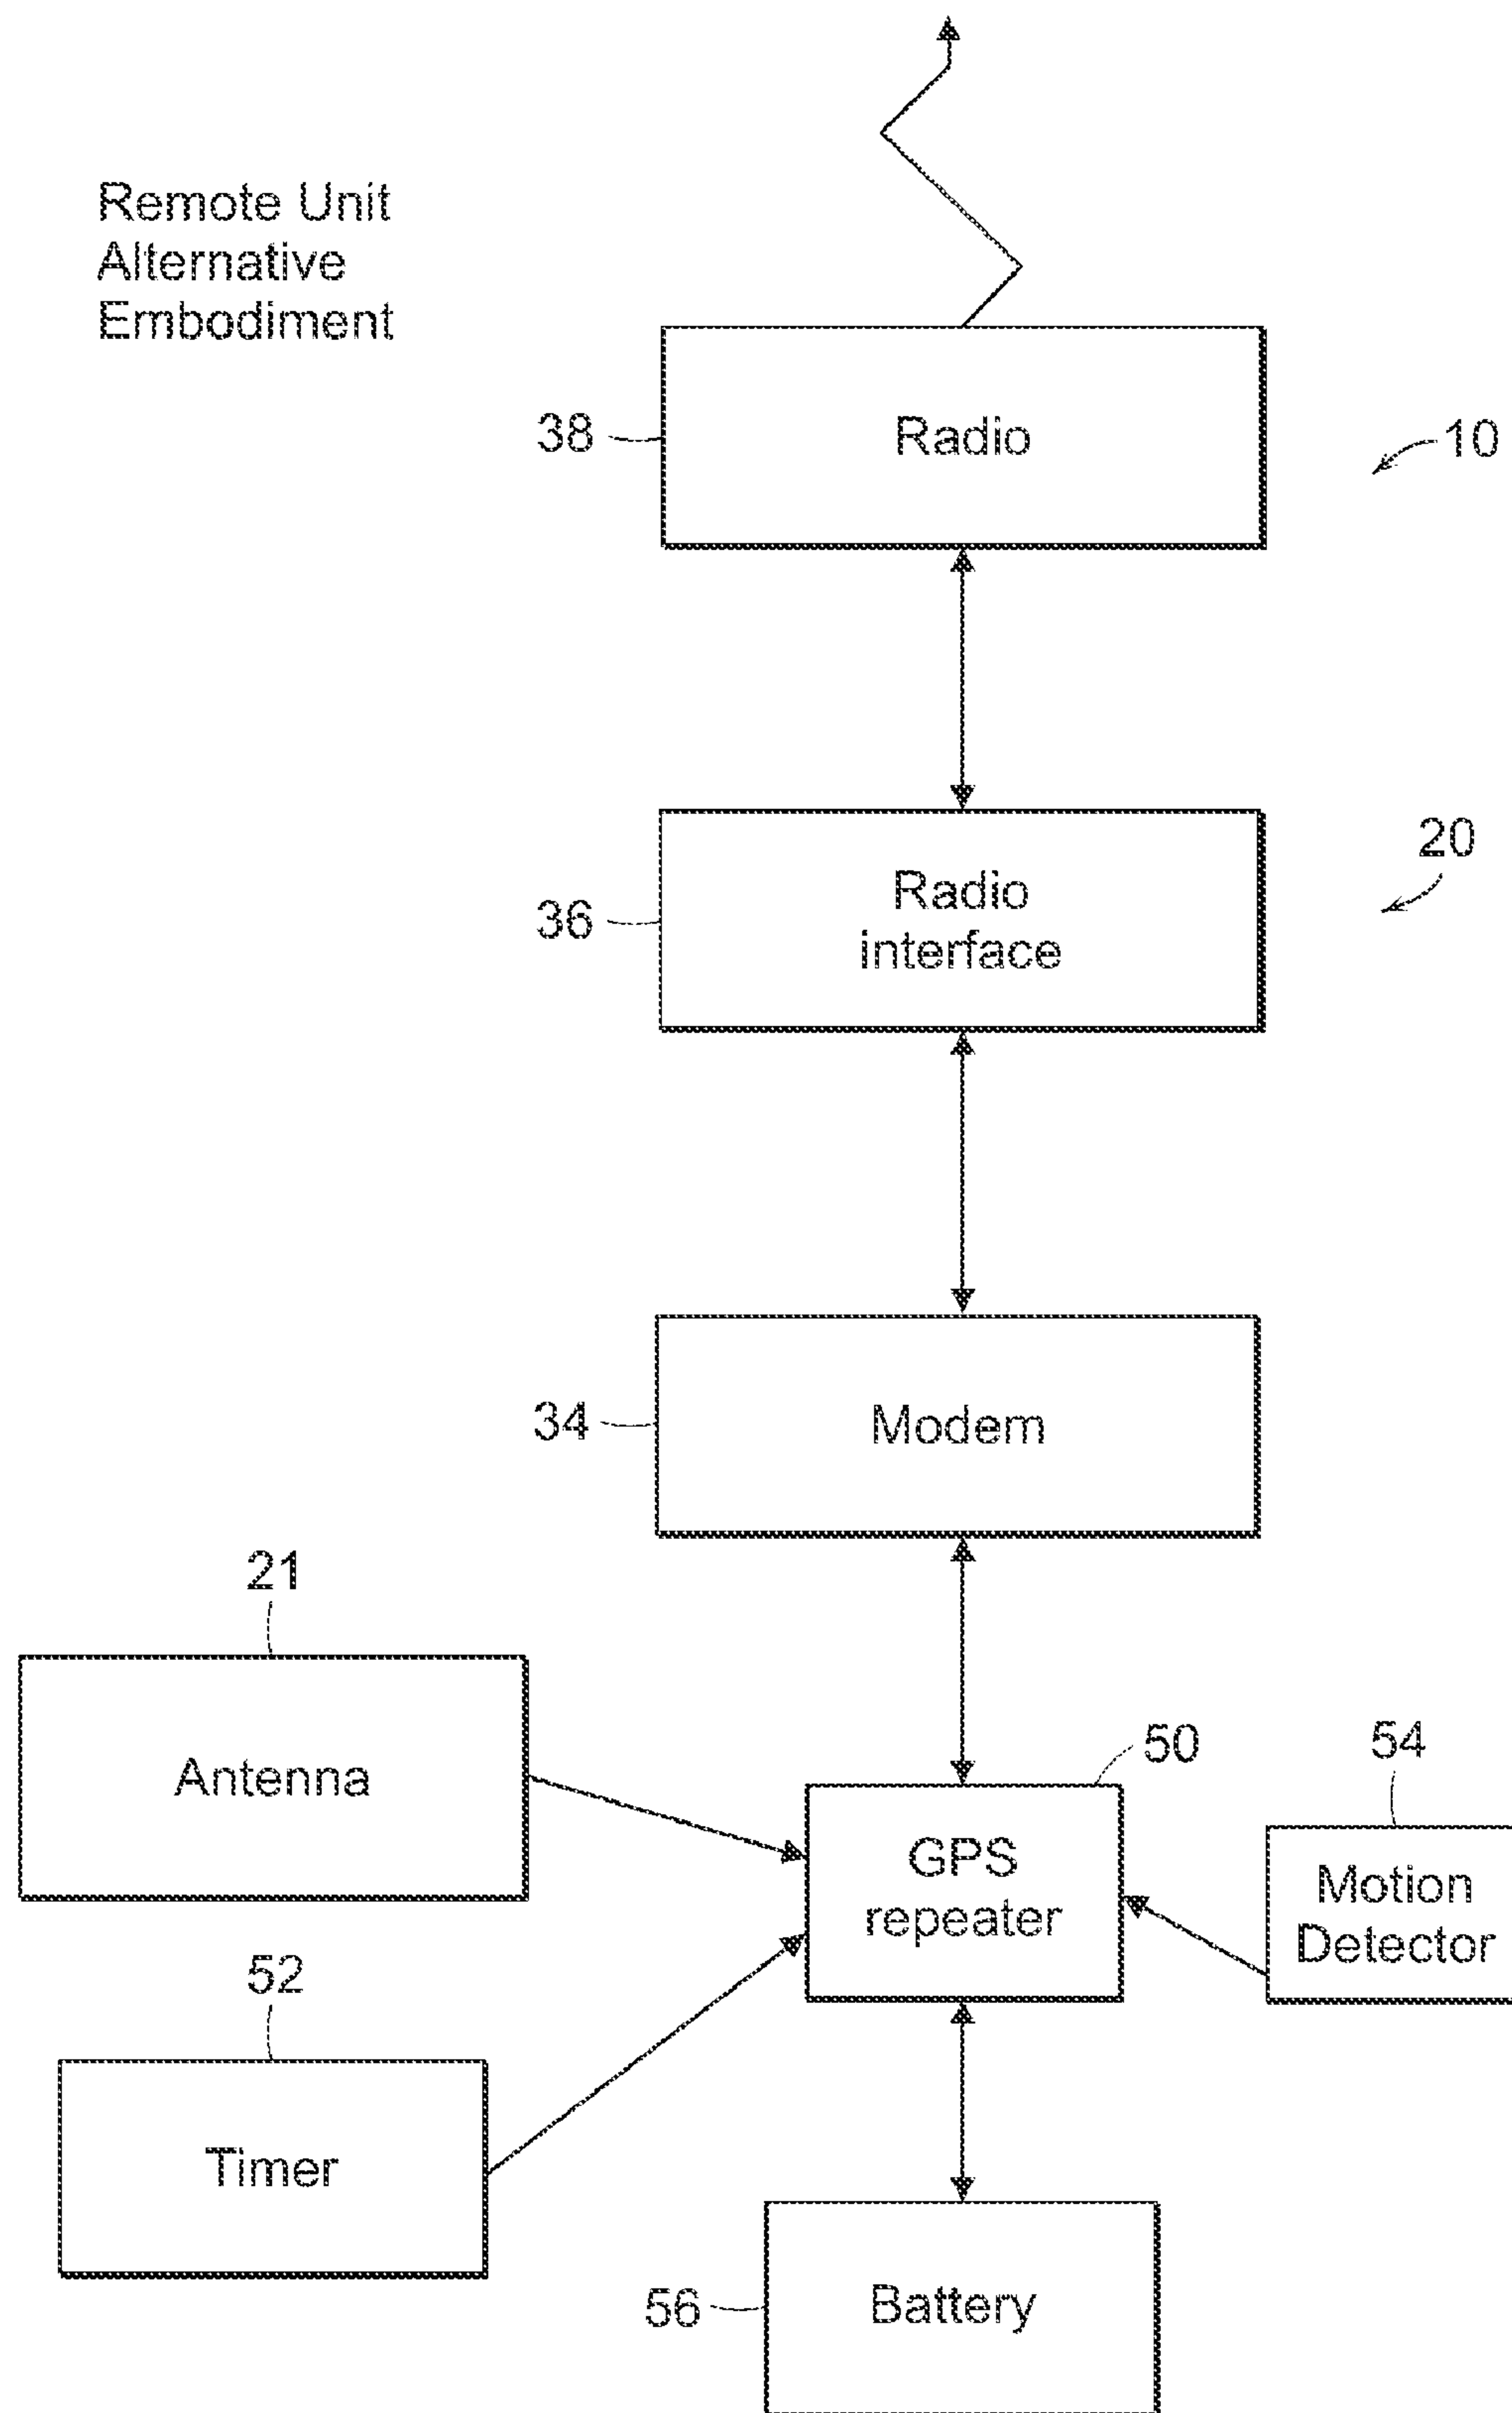 Remote Unit
Alternative
Embodiment
38
Radio
10
20
36
Radio
interface
34
Modem
21
Antenna
50
GPS
repeater
54
Motion
Detector
52
Timer
56
Battery